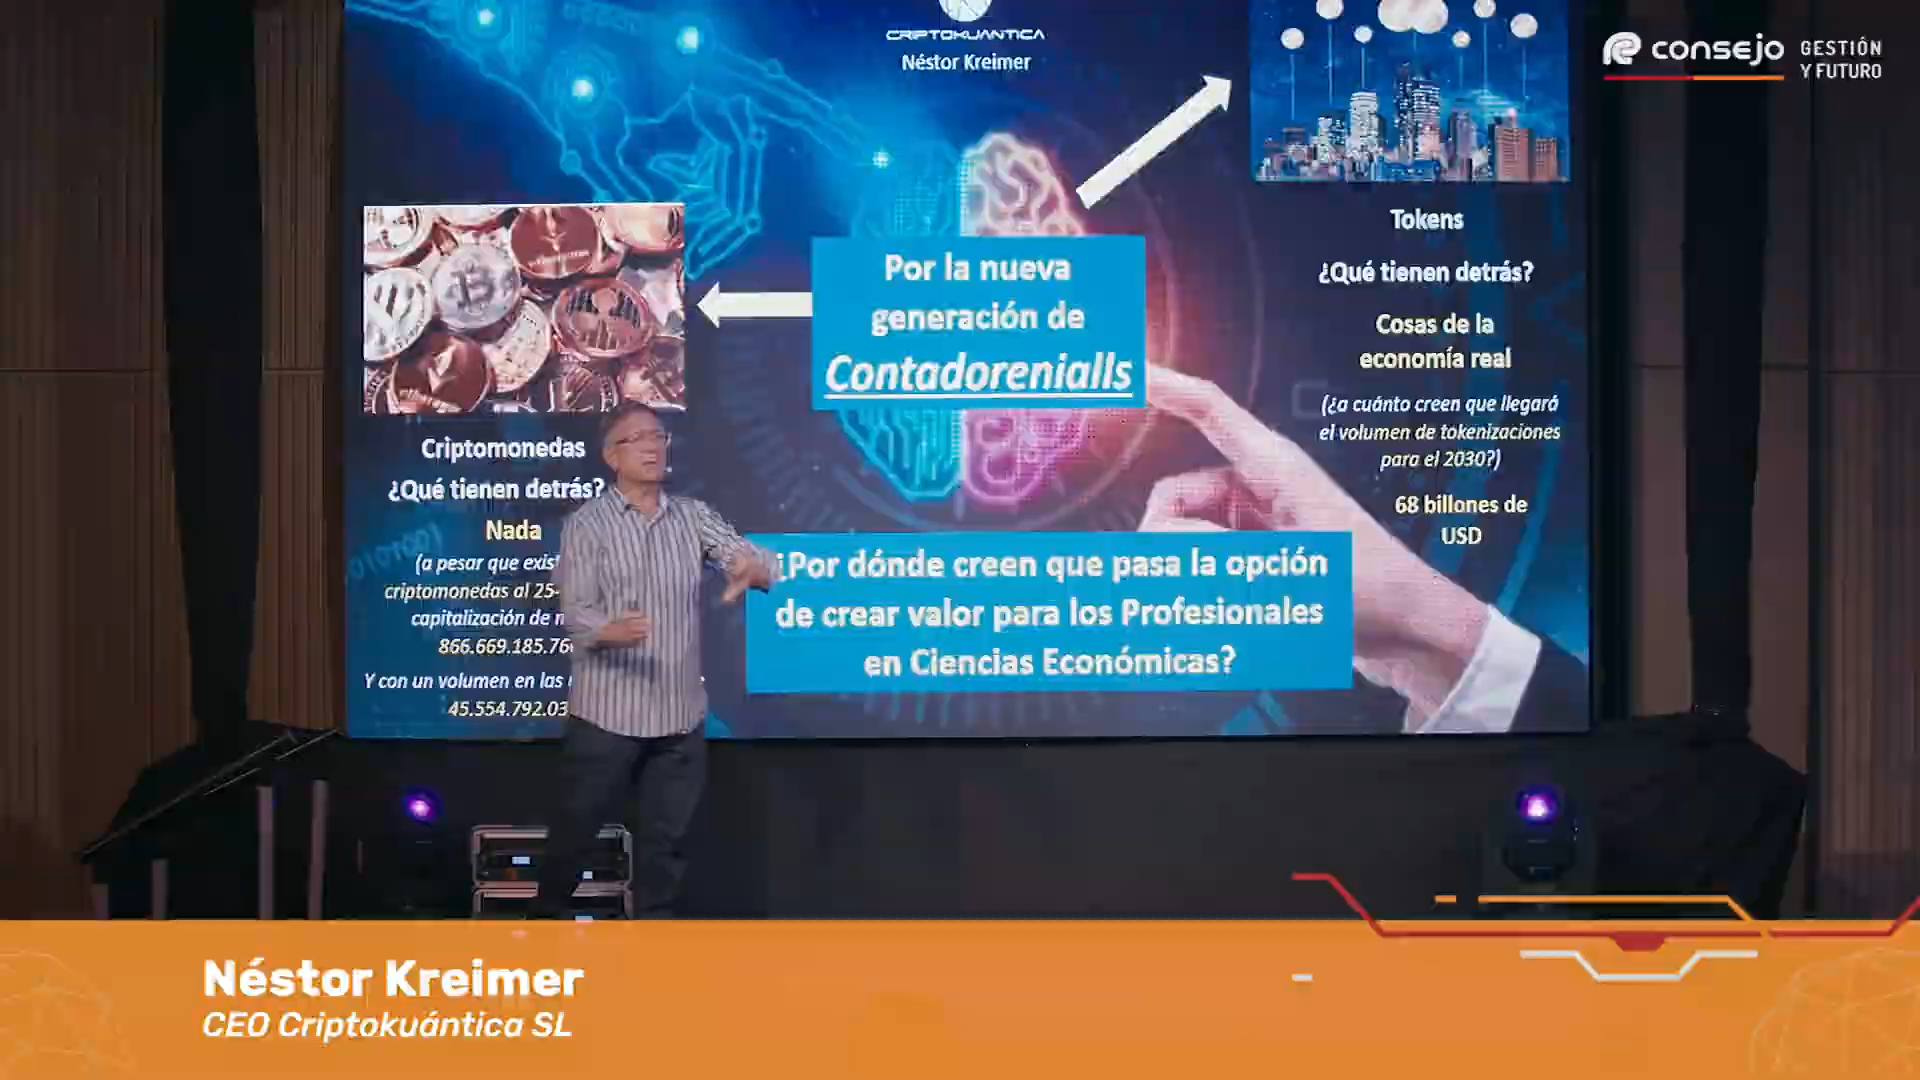 CRIPTOKUANTICA
Néstor Kreimer
consejo
GESTIÓN
Y FUTURO
Por la nueva
generación de
Contadorenialls
Criptomonedas
¿Qué tienen detrás?
Nada
(a pesar que
criptomonedas al
capitalización de
866.669.185.76
Y con un volumen en las
45.554.792.03
Tokens
¿Qué tienen detrás?
Cosas de la
economía real
(¿a cuánto creen que llegará
el volumen de tokenizaciones
para el 2030?)
68 billones de
USD
¿Por dónde creen que pasa la opción
de crear valor para los Profesionales
en Ciencias Económicas?
Néstor Kreimer
CEO Criptokuántica SL